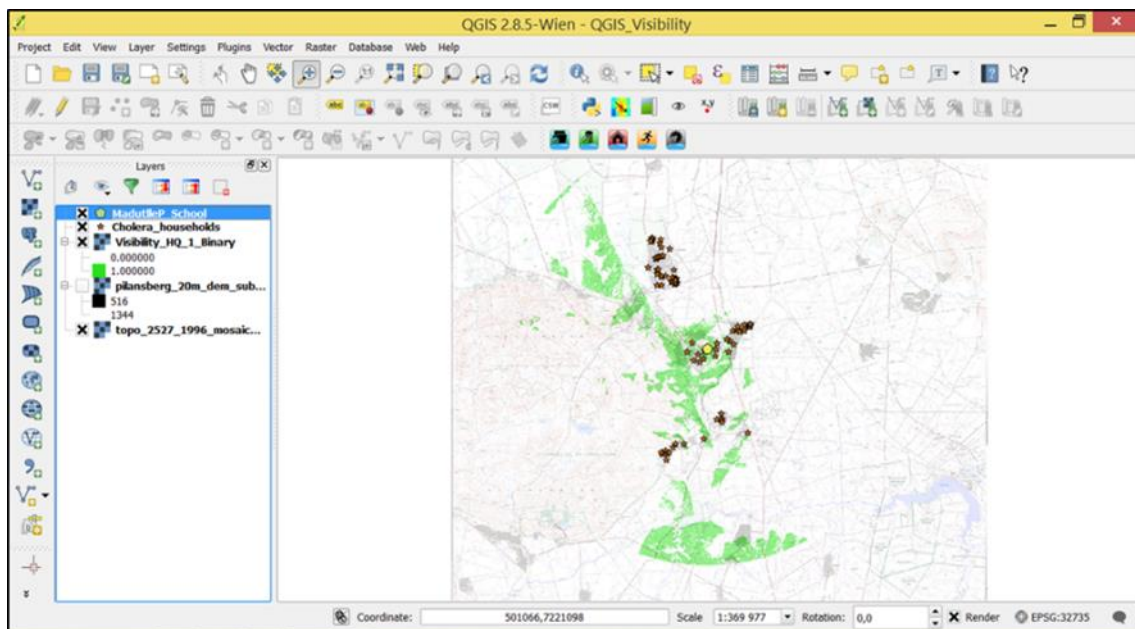 QGIS 2.8.5-Wien - QGIS_Visibility
Project Edit View Layer Settings Plugins Vector Raster Database Web Help
CSW
x,y
Layers
MadutleP_School
Cholera_households
Visibility_HQ_1_Binary
0.000000
1.000000
pilansberg_20m_dem_sub...
516
1344
topo_2527_1996_mosaic...
Coordinate: 501066,7221098 Scale 1:369 977 Rotation: 0,0 Render EPSG:32735